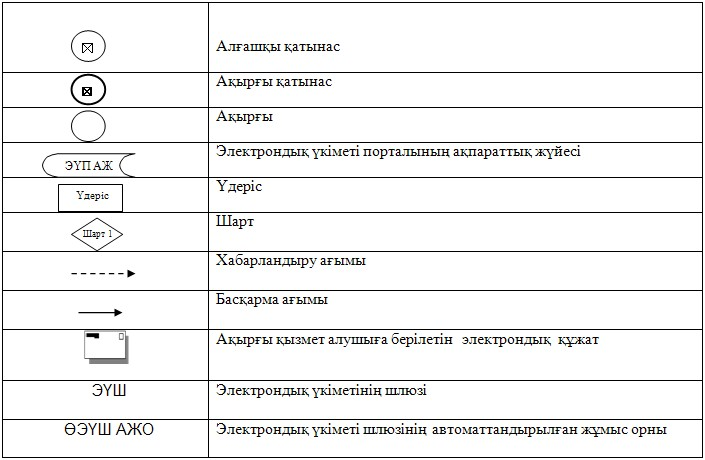 Алғашқы қатынас
Ақырғы қатынас
Ақырғы
ЭҮП АЖ Электрондық үкіметі порталының ақпараттық жүйесі
Үдеріс Үдеріс
Шарт 1 Шарт
Хабарландыру ағымы
Басқарма ағымы
Ақырғы қызмет алушыға берілетін электрондық құжат
ЭҮШ Электрондық үкіметінің шлюзі
ӨЭҮШ АЖО Электрондық үкіметі шлюзінің автоматтандырылған жұмыс орны